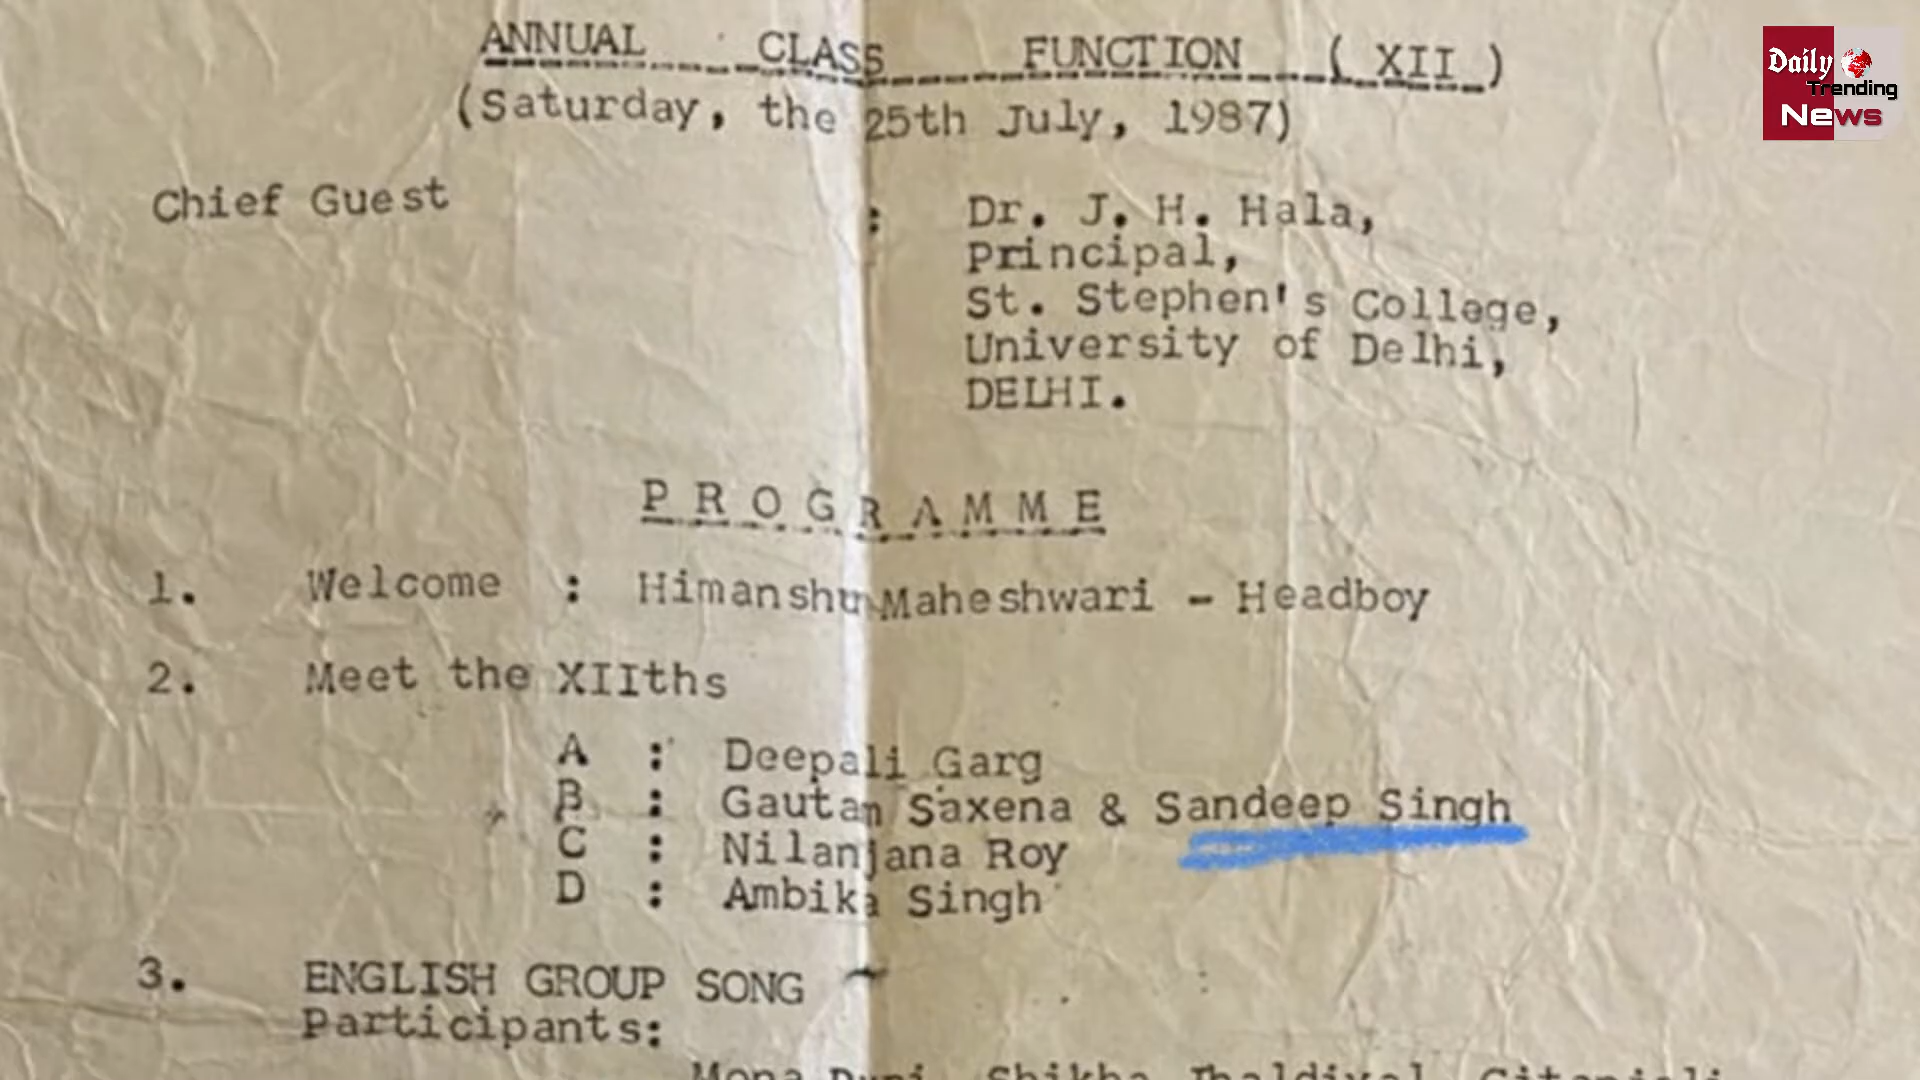 ANNUAL CLASS FUNCTION ( XII )
(Saturday, the 25th July, 1987)
Chief Guest : Dr. J. H. Hala,
Principal,
St. Stephen's College,
University of Delhi,
DELHI.
PROGRAMME
1. Welcome : Himanshu Maheshwari - Headboy
2. Meet the XIIths
A : Deepali Garg
B : Gautan Saxena & Sandeep Singh
C : Nilanjana Roy
D : Ambika Singh
3. ENGLISH GROUP SONG
Participants:
Daily
Trending
News